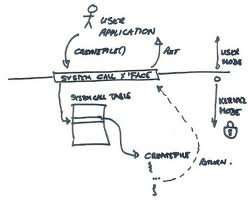 USER
APPLICATION
CREATEFILE()
RET
USER
MODE
SYSTEM CALL I'FACE
SYSTEM CALL TABLE
KERNEL
MODE
CREATEFILE
{
...
}
RETURN.